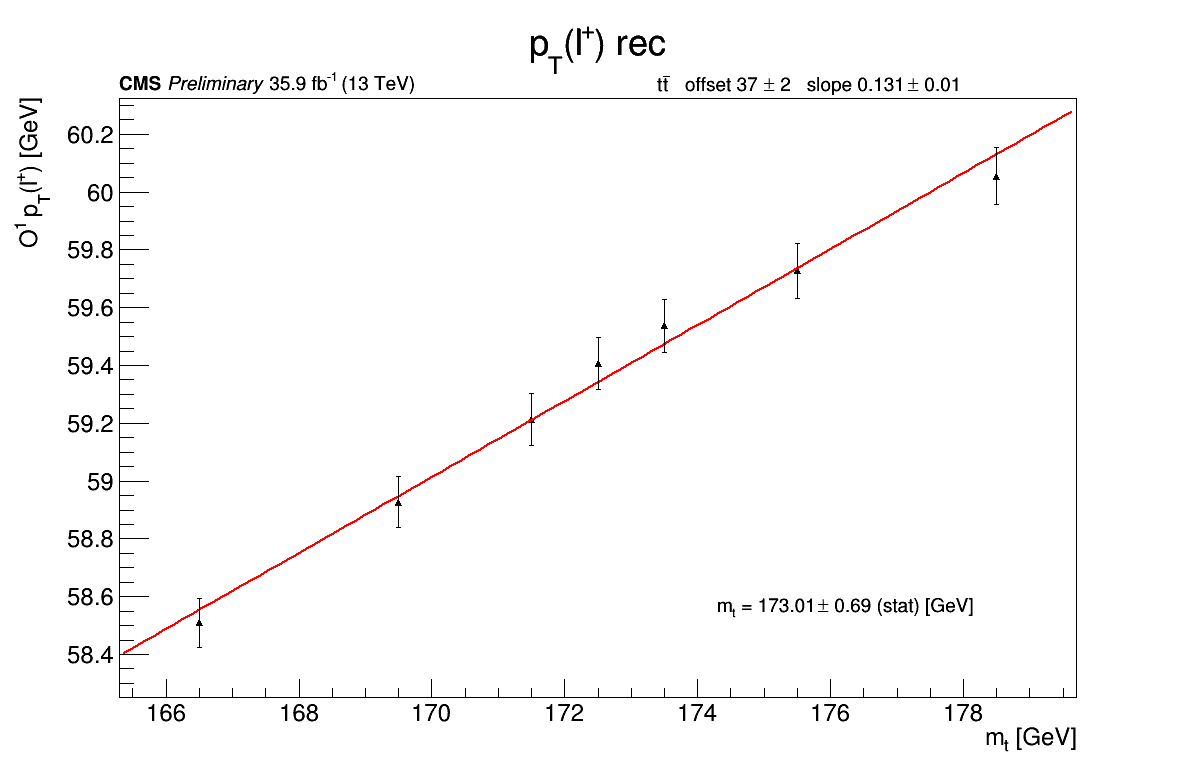 p_T(l⁺) rec
CMS Preliminary 35.9 fb⁻¹ (13 TeV)
tt̄ offset 37 ± 2 slope 0.131 ± 0.01
O¹ p_T(l⁺) [GeV]
60.2
60
59.8
59.6
59.4
59.2
59
58.8
58.6
58.4
m_t = 173.01 ± 0.69 (stat) [GeV]
166 168 170 172 174 176 178
m_t [GeV]